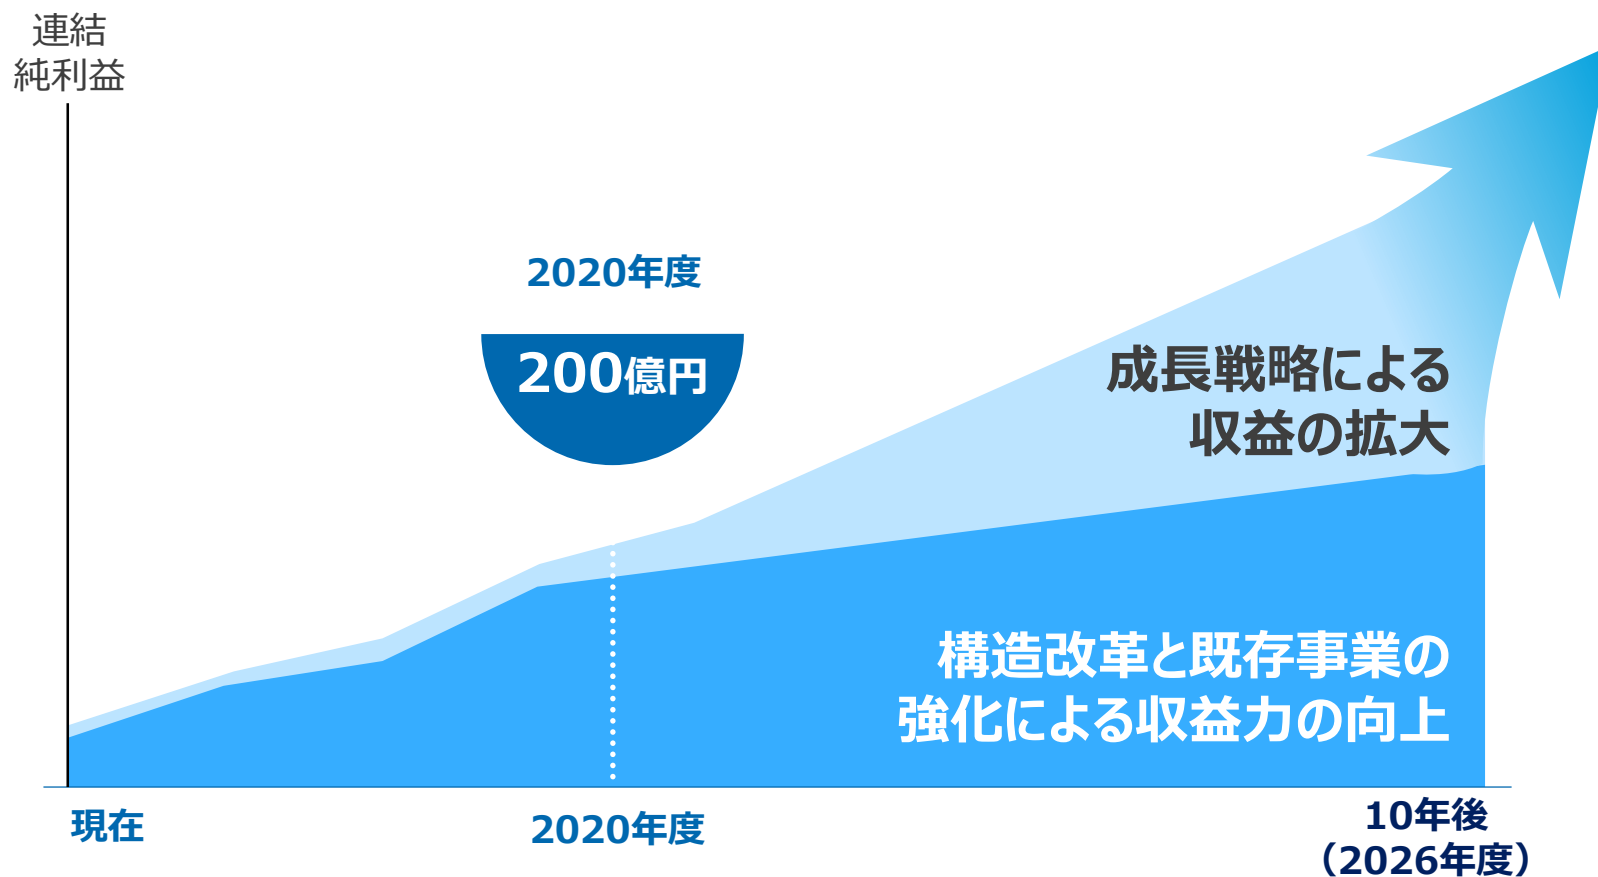 連結
純利益
2020年度
200億円
成長戦略による
収益の拡大
構造改革と既存事業の
強化による収益力の向上
現在
2020年度
10年後
（2026年度）